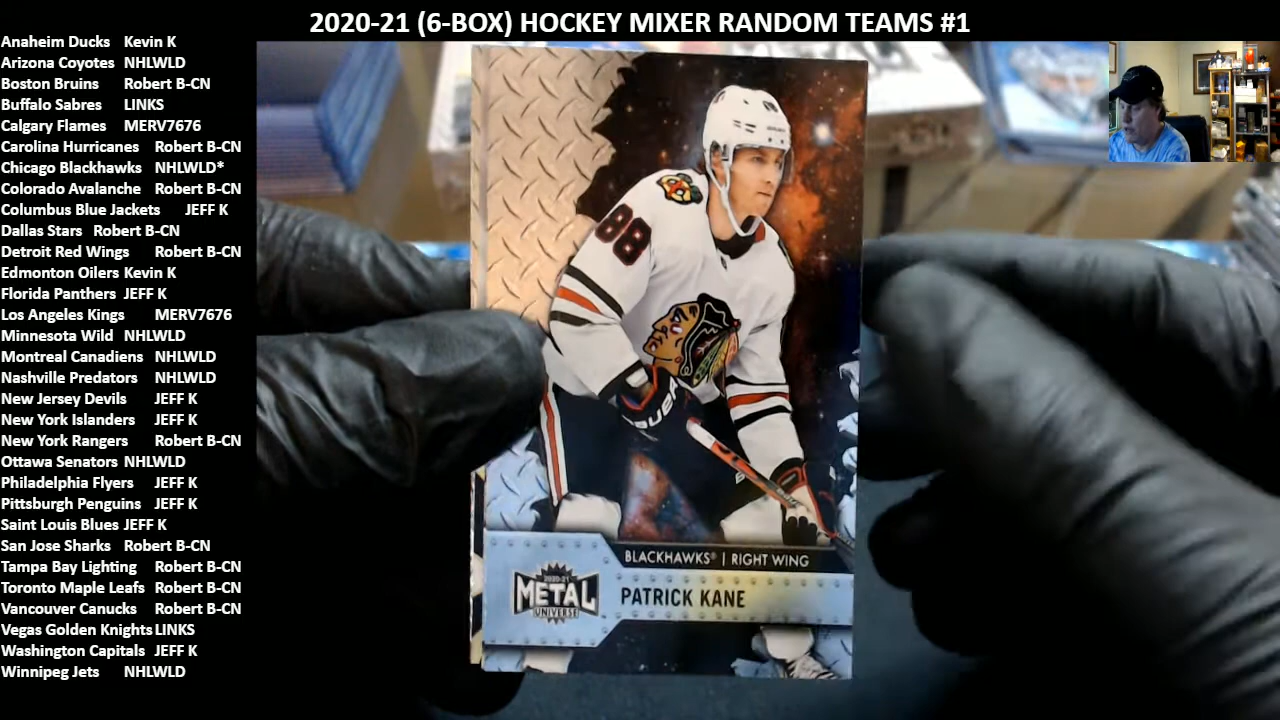 2020-21 (6-BOX) HOCKEY MIXER RANDOM TEAMS #1
Anaheim Ducks Kevin K
Arizona Coyotes NHLWLD
Boston Bruins Robert B-CN
Buffalo Sabres LINKS
Calgary Flames MERV7676
Carolina Hurricanes Robert B-CN
Chicago Blackhawks NHLWLD*
Colorado Avalanche Robert B-CN
Columbus Blue Jackets JEFF K
Dallas Stars Robert B-CN
Detroit Red Wings Robert B-CN
Edmonton Oilers Kevin K
Florida Panthers JEFF K
Los Angeles Kings MERV7676
Minnesota Wild NHLWLD
Montreal Canadiens NHLWLD
Nashville Predators NHLWLD
New Jersey Devils JEFF K
New York Islanders JEFF K
New York Rangers Robert B-CN
Ottawa Senators NHLWLD
Philadelphia Flyers JEFF K
Pittsburgh Penguins JEFF K
Saint Louis Blues JEFF K
San Jose Sharks Robert B-CN
Tampa Bay Lighting Robert B-CN
Toronto Maple Leafs Robert B-CN
Vancouver Canucks Robert B-CN
Vegas Golden Knights LINKS
Washington Capitals JEFF K
Winnipeg Jets NHLWLD
88
88
BAUER
BLACKHAWKS® | RIGHT WING
2020-21
METAL
UNIVERSE
PATRICK KANE